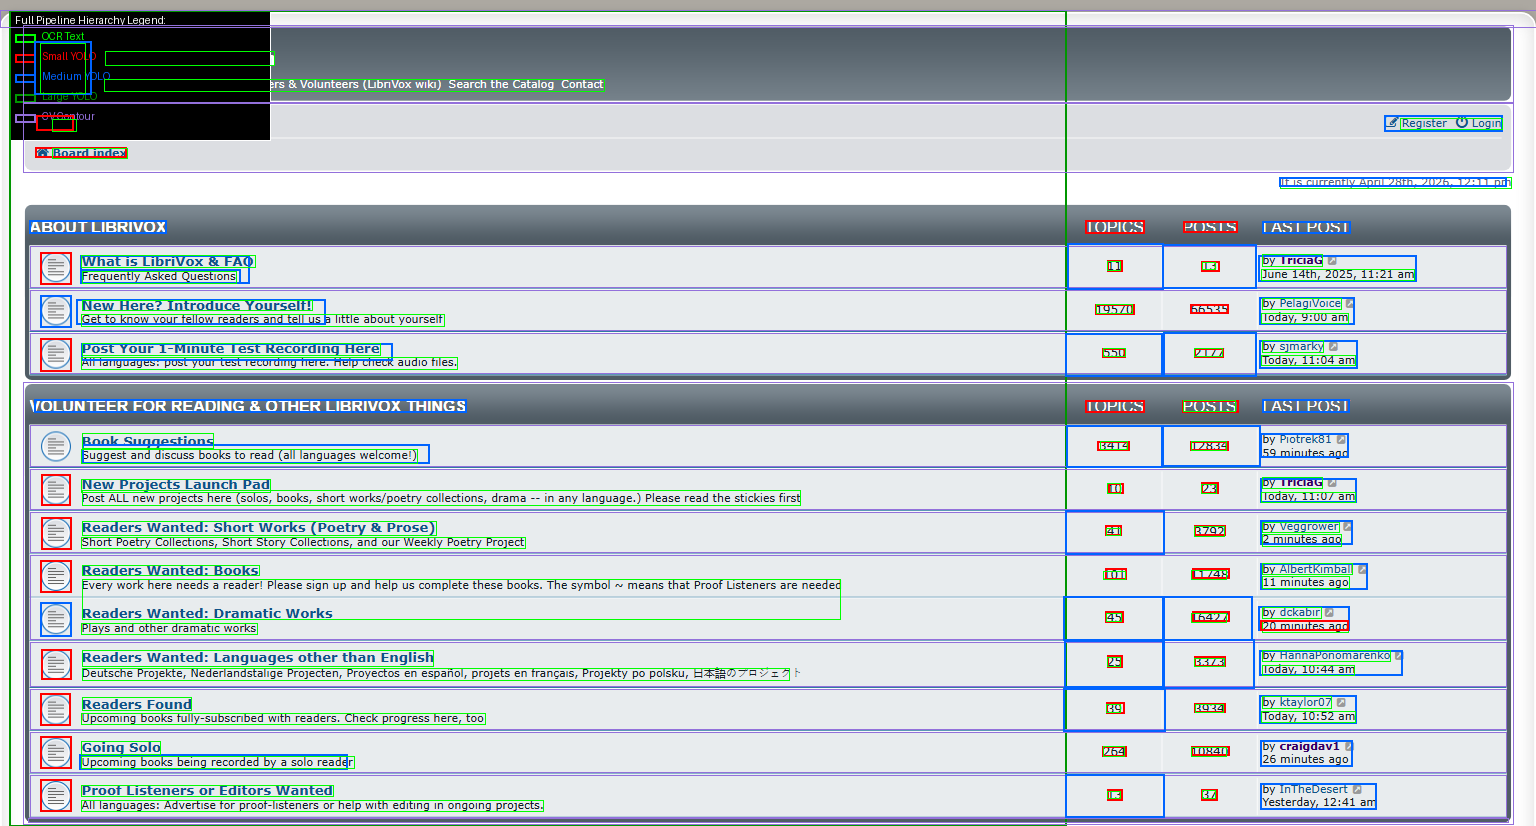 Full Pipeline Hierarchy Legend:
OCR Text
Small YOLO
Medium YOLO
Large YOLO
CV Contour
rs & Volunteers (LibriVox wiki) Search the Catalog Contact
Register Login
Board index
It is currently April 28th, 2026, 12:11 pm
ABOUT LIBRIVOX TOPICS POSTS LAST POST
What is LibriVox & FAQ
Frequently Asked Questions
11 13
by TriciaG
June 14th, 2025, 11:21 am
New Here? Introduce Yourself!
Get to know your fellow readers and tell us a little about yourself
19570 66535
by PelagiVoice
Today, 9:00 am
Post Your 1-Minute Test Recording Here
All languages: post your test recording here. Help check audio files.
550 2177
by sjmarky
Today, 11:04 am
VOLUNTEER FOR READING & OTHER LIBRIVOX THINGS TOPICS POSTS LAST POST
Book Suggestions
Suggest and discuss books to read (all languages welcome!)
3414 12834
by Piotrek81
59 minutes ago
New Projects Launch Pad
Post ALL new projects here (solos, books, short works/poetry collections, drama -- in any language.) Please read the stickies first
10 23
by TriciaG
Today, 11:07 am
Readers Wanted: Short Works (Poetry & Prose)
Short Poetry Collections, Short Story Collections, and our Weekly Poetry Project
41 3792
by Veggrower
2 minutes ago
Readers Wanted: Books
Every work here needs a reader! Please sign up and help us complete these books. The symbol ~ means that Proof Listeners are needed
101 11748
by AlbertKimball
11 minutes ago
Readers Wanted: Dramatic Works
Plays and other dramatic works
45 16427
by dckabir
20 minutes ago
Readers Wanted: Languages other than English
Deutsche Projekte, Nederlandstalige Projecten, Proyectos en español, projets en français, Projekty po polsku, 日本語のプロジェクト
25 3373
by HannaPonomarenko
Today, 10:44 am
Readers Found
Upcoming books fully-subscribed with readers. Check progress here, too
39 3934
by ktaylor07
Today, 10:52 am
Going Solo
Upcoming books being recorded by a solo reader
264 10840
by craigdav1
26 minutes ago
Proof Listeners or Editors Wanted
All languages: Advertise for proof-listeners or help with editing in ongoing projects.
13 37
by InTheDesert
Yesterday, 12:41 am